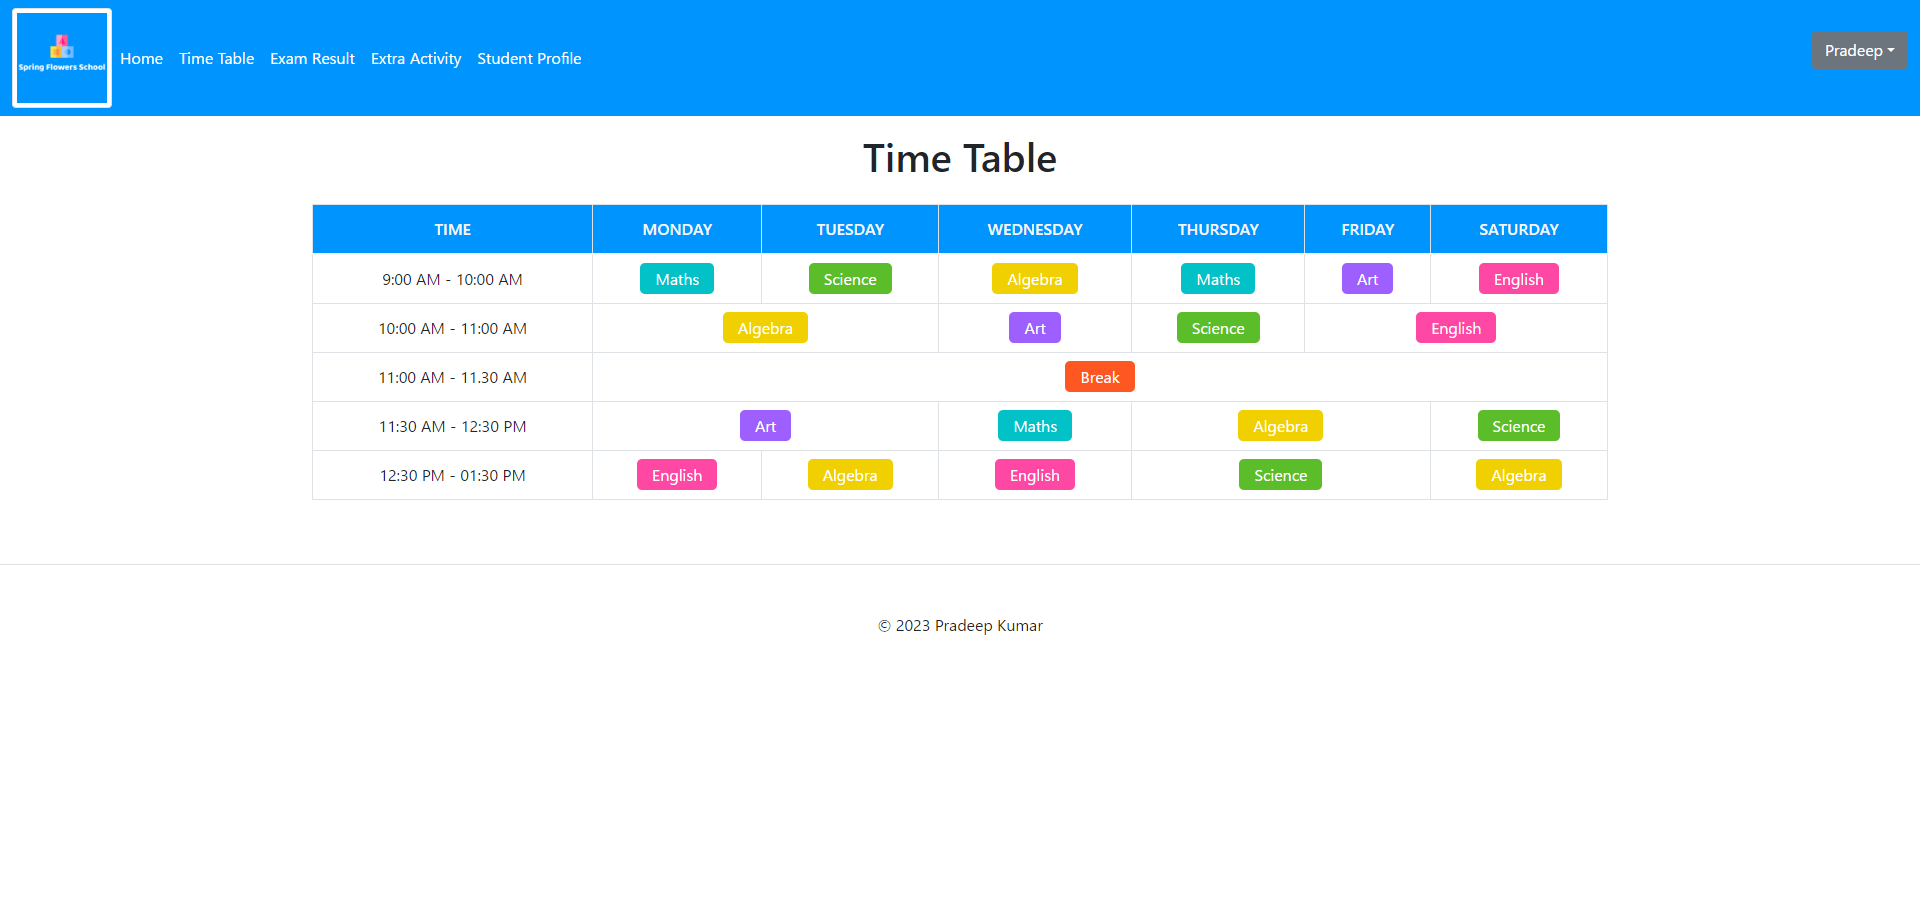 Spring Flowers School
Home Time Table Exam Result Extra Activity Student Profile
Pradeep
Time Table
TIME MONDAY TUESDAY WEDNESDAY THURSDAY FRIDAY SATURDAY
9:00 AM - 10:00 AM Maths Science Algebra Maths Art English
10:00 AM - 11:00 AM Algebra Art Science English
11:00 AM - 11.30 AM Break
11:30 AM - 12:30 PM Art Maths Algebra Science
12:30 PM - 01:30 PM English Algebra English Science Algebra
© 2023 Pradeep Kumar